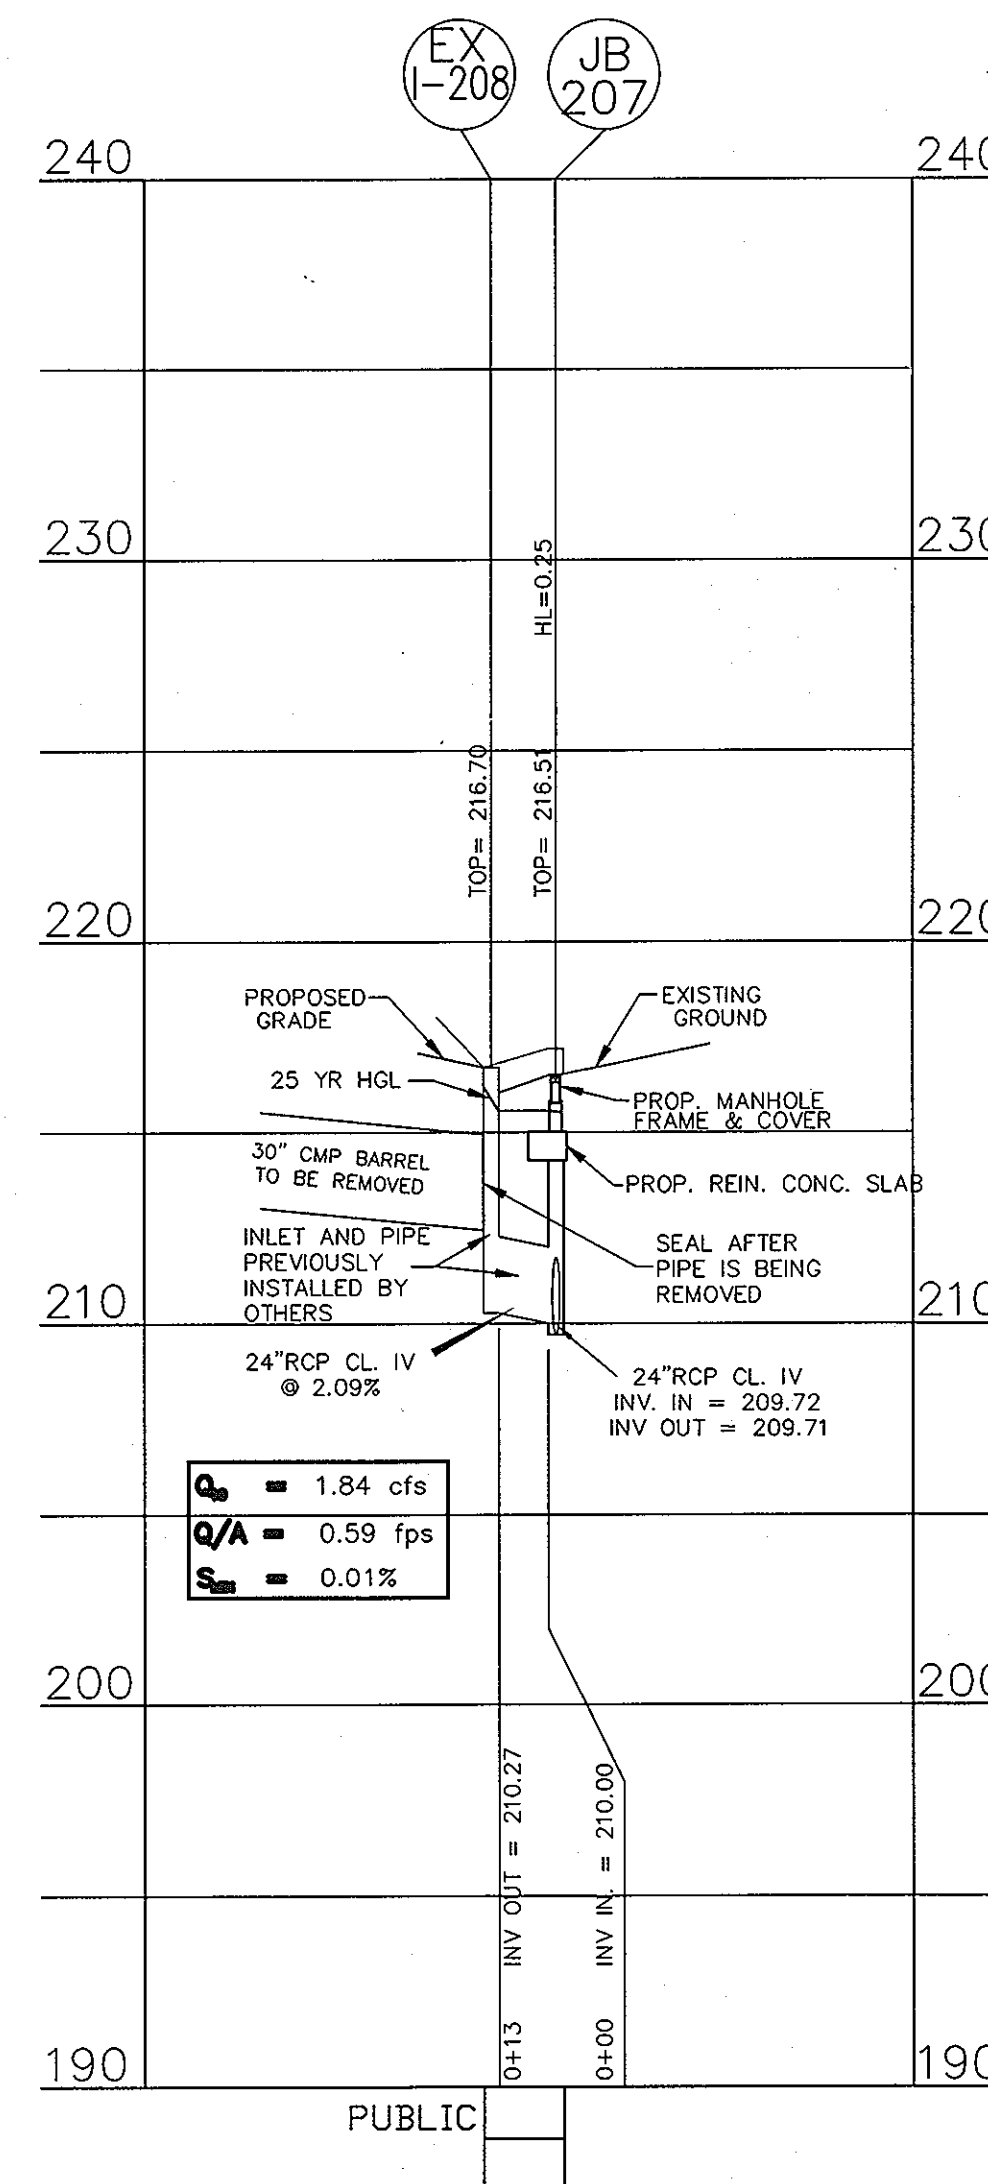 EX
I-208
JB
207
240
240
230
230
HL=0.25
TOP= 216.70
TOP= 216.51
220
220
PROPOSED
GRADE
EXISTING
GROUND
25 YR HGL
PROP. MANHOLE
FRAME & COVER
30" CMP BARREL
TO BE REMOVED
PROP. REIN. CONC. SLAB
INLET AND PIPE
PREVIOUSLY
INSTALLED BY
OTHERS
SEAL AFTER
PIPE IS BEING
REMOVED
210
210
24"RCP CL. IV
@ 2.09%
24"RCP CL. IV
INV. IN = 209.72
INV OUT = 209.71
Q = 1.84 cfs
Q/A = 0.59 fps
S = 0.01%
200
200
INV OUT = 210.27
INV IN. = 210.00
0+13
0+00
190
190
PUBLIC